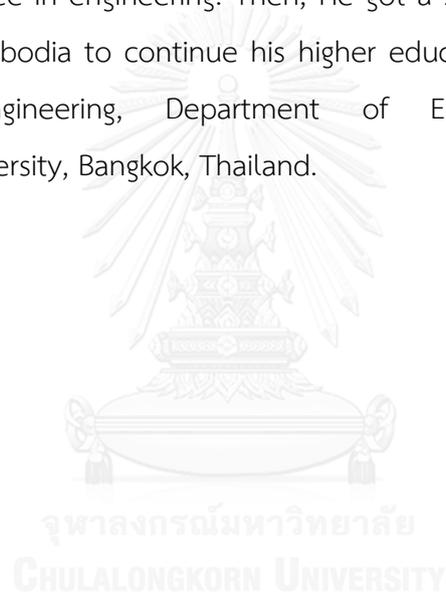 ce in engineering. Then, He got a
bodia to continue his higher educ
ngineering, Department of E
ersity, Bangkok, Thailand.
จุฬาลงกรณ์มหาวิทยาลัย
CHULALONGKORN UNIVERSITY